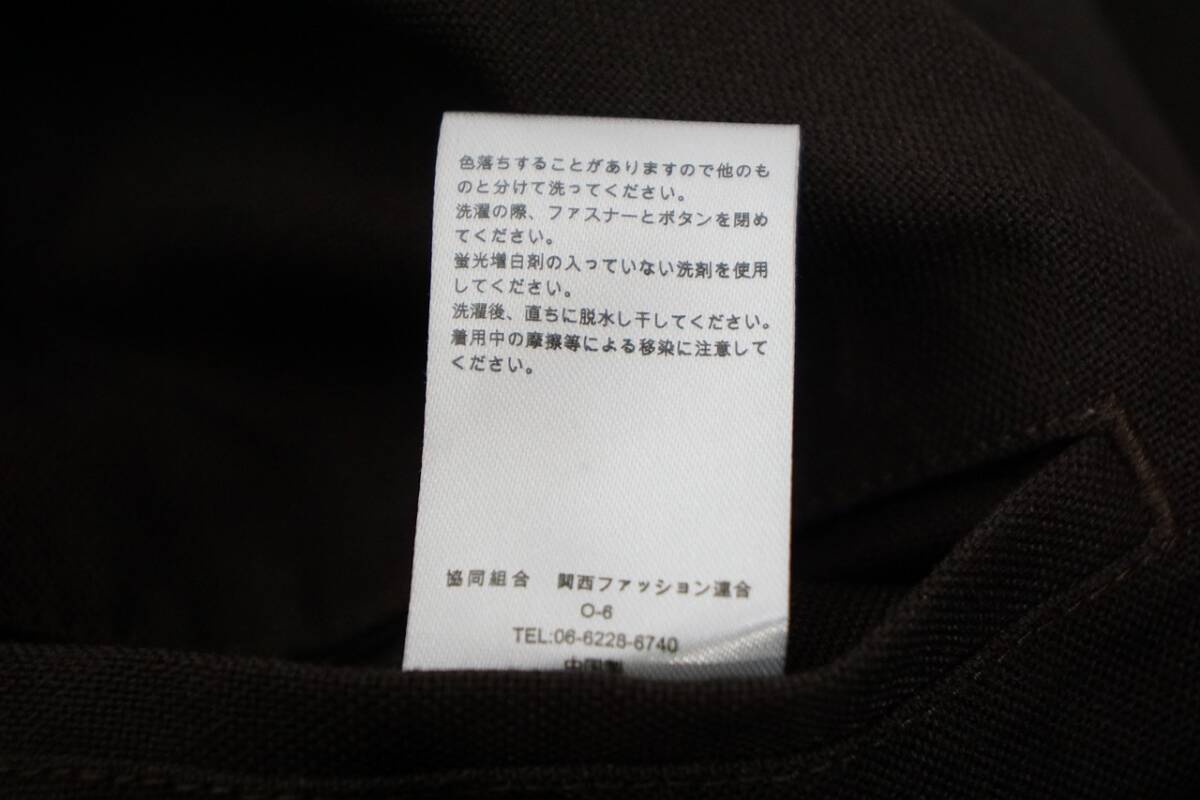 色落ちすることがありますので他のも
のと分けて洗ってください。
洗濯の際、ファスナーとボタンを閉め
てください。
蛍光増白剤の入っていない洗剤を使用
してください。
洗濯後、直ちに脱水し干してください。
着用中の摩擦等による移染に注意して
ください。
協同組合 関西ファッション連合
O-6
TEL:06-6228-6740
中国製